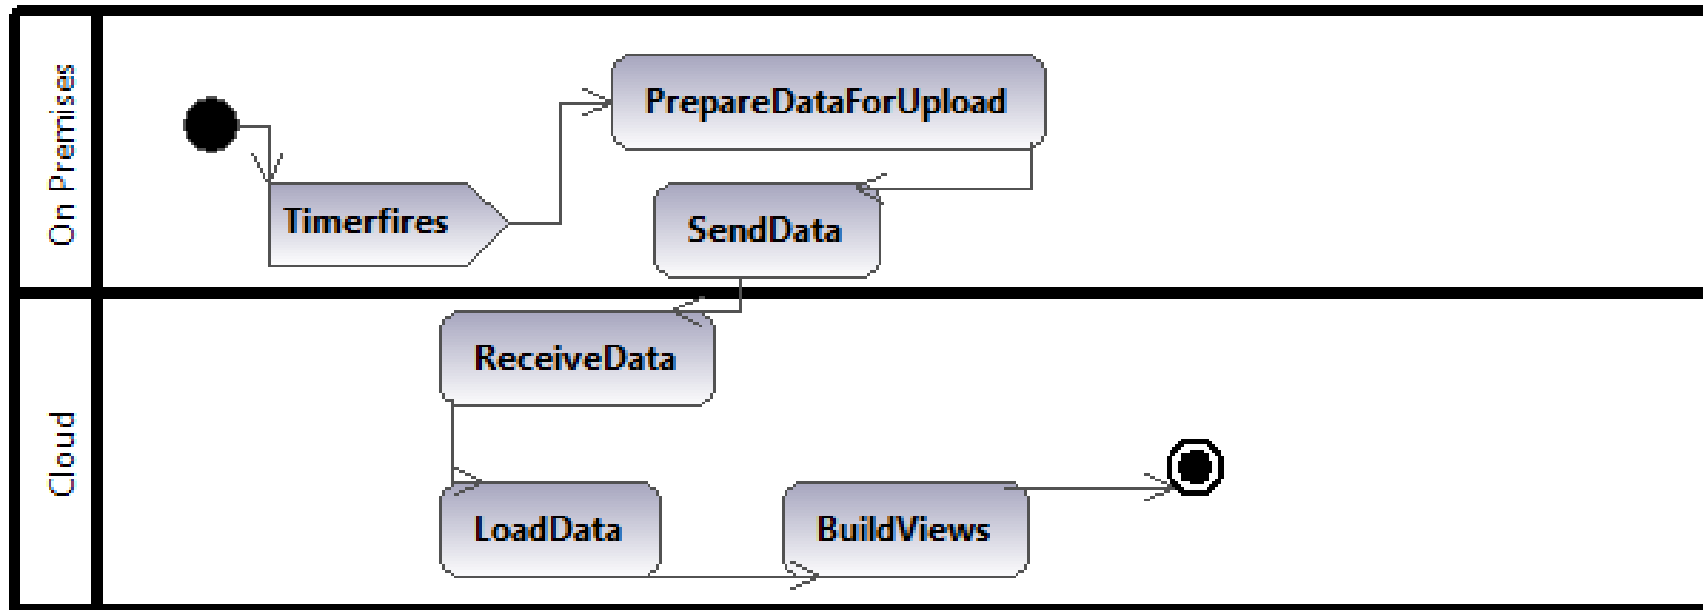 On Premises
PrepareDataForUpload
Timerfires
SendData
Cloud
ReceiveData
LoadData
BuildViews